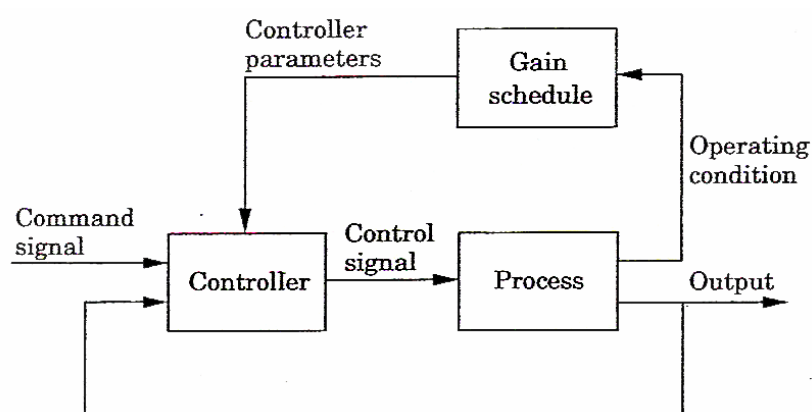 Controller
parameters
Gain
schedule
Operating
condition
Command
signal
Controller
Control
signal
Process
Output